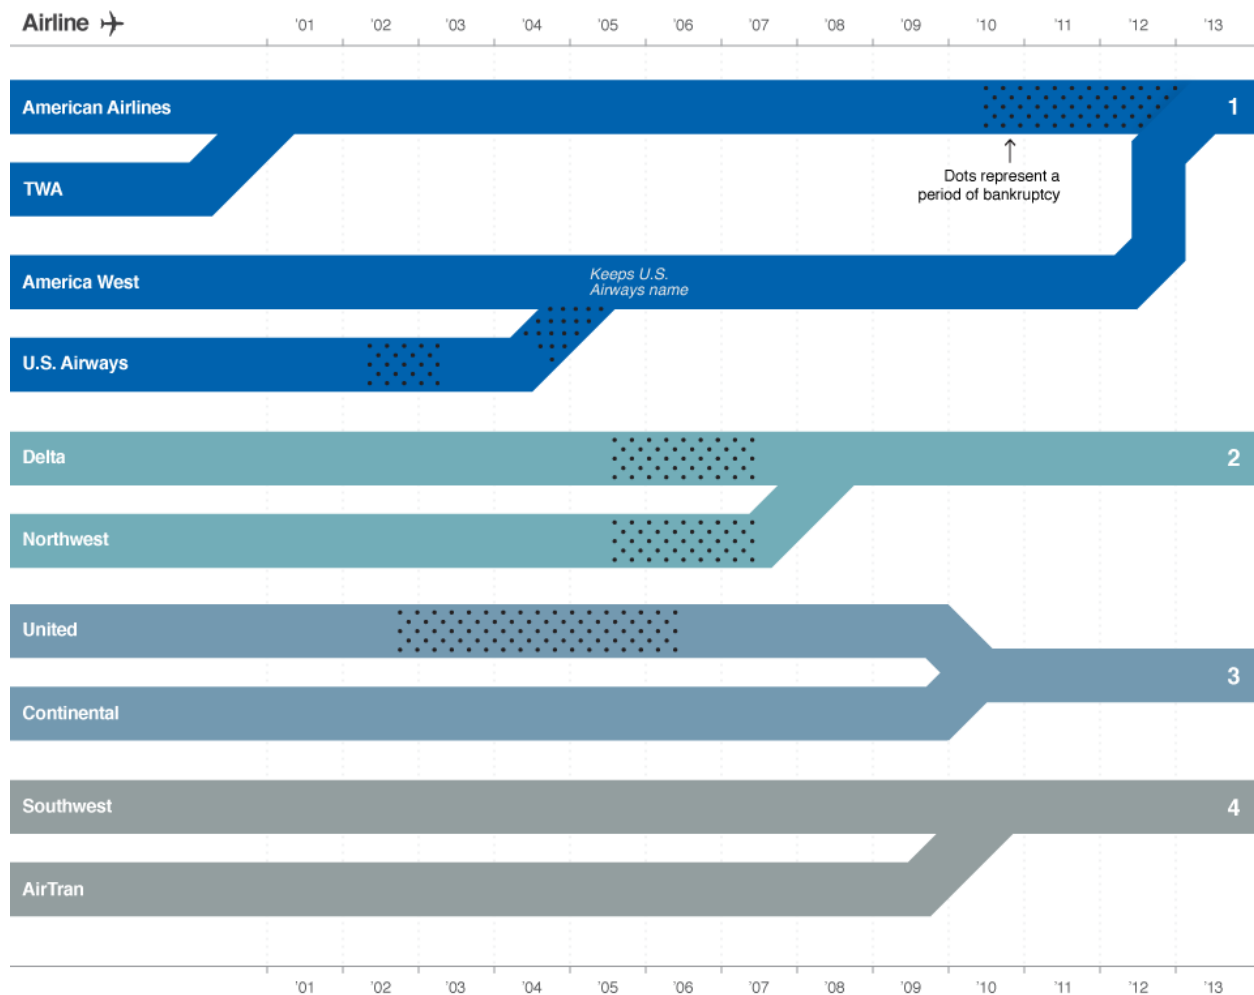 Airline
'01 '02 '03 '04 '05 '06 '07 '08 '09 '10 '11 '12 '13
American Airlines
1
Dots represent a
period of bankruptcy
TWA
America West
Keeps U.S.
Airways name
U.S. Airways
Delta
2
Northwest
United
3
Continental
Southwest
4
AirTran
'01 '02 '03 '04 '05 '06 '07 '08 '09 '10 '11 '12 '13